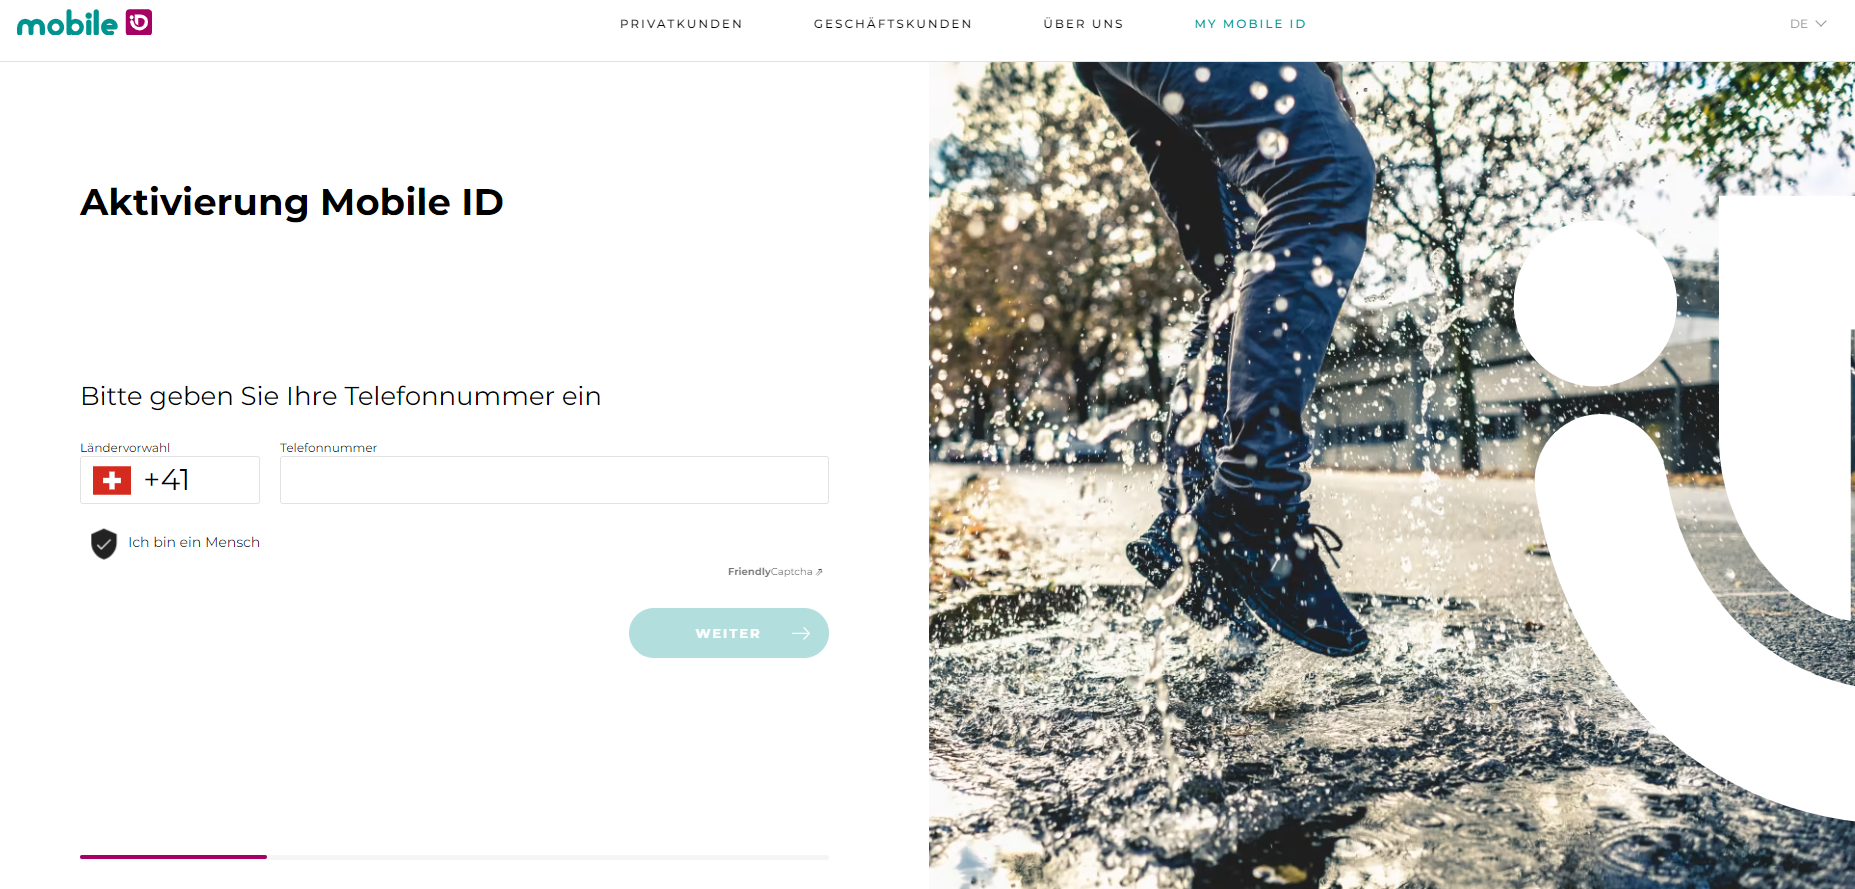 mobile iD
PRIVATKUNDEN
GESCHÄFTSKUNDEN
ÜBER UNS
MY MOBILE ID
DE
Aktivierung Mobile ID
Bitte geben Sie Ihre Telefonnummer ein
Ländervorwahl
Telefonnummer
+41
Ich bin ein Mensch
FriendlyCaptcha ⇗
WEITER →